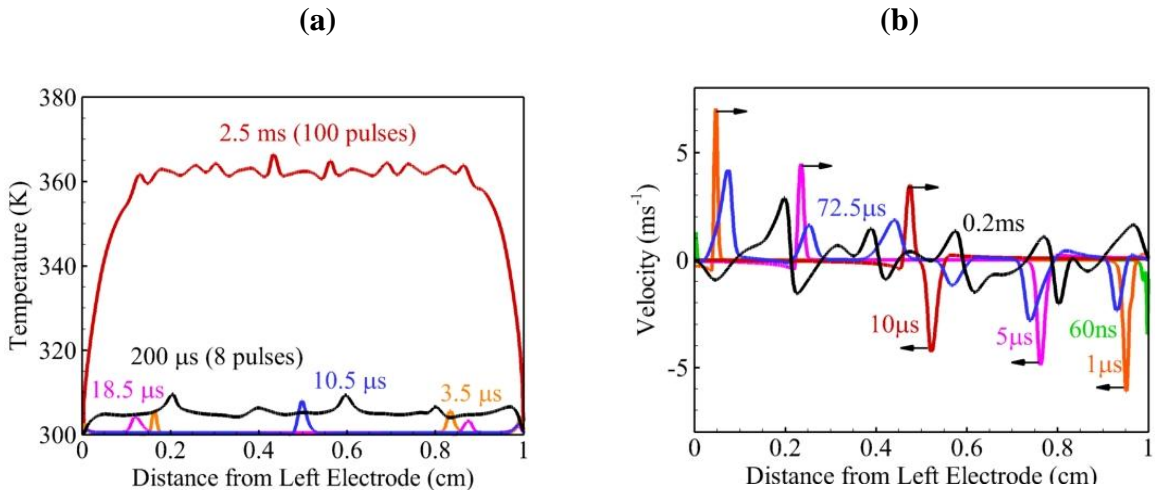 (a)
(b)
380
360
340
320
300
Temperature (K)
2.5 ms (100 pulses)
200 μs (8 pulses)
18.5 μs
10.5 μs
3.5 μs
0
0.2
0.4
0.6
0.8
1
Distance from Left Electrode (cm)
5
0
-5
Velocity (ms⁻¹)
72.5μs
0.2ms
10μs
5μs
60ns
1μs
0
0.2
0.4
0.6
0.8
1
Distance from Left Electrode (cm)